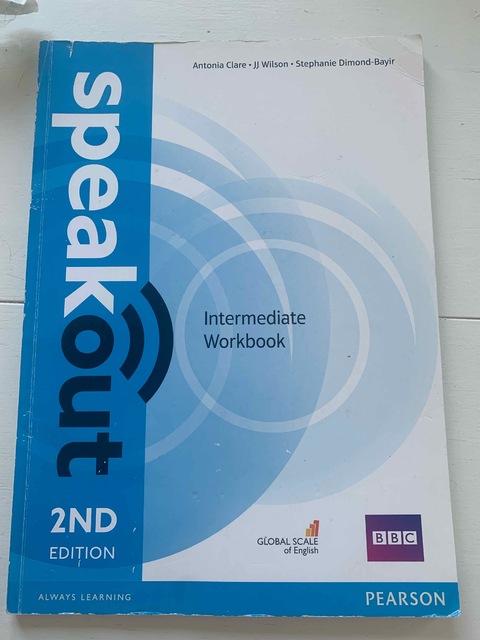 Antonia Clare • JJ Wilson • Stephanie Dimond-Bayir
speakout
Intermediate
Workbook
2ND
EDITION
GLOBAL SCALE
of English
BBC
ALWAYS LEARNING
PEARSON